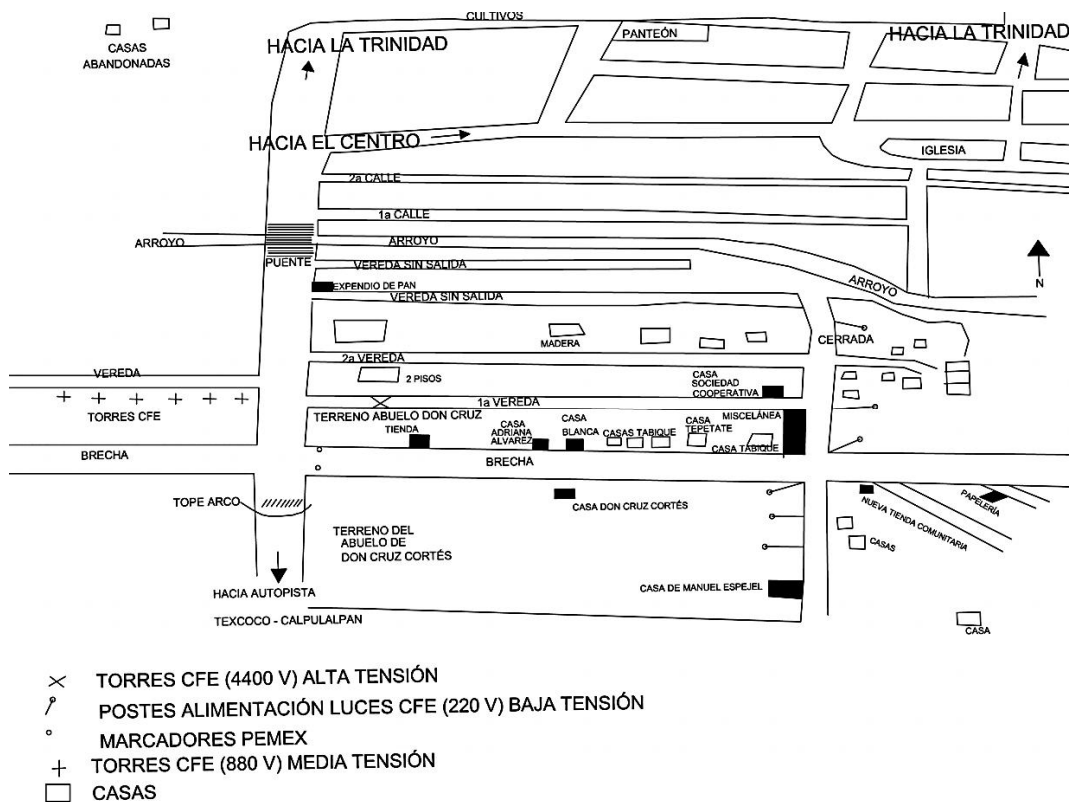 CULTIVOS
CASAS
ABANDONADAS
HACIA LA TRINIDAD
PANTEÓN
HACIA LA TRINIDAD
HACIA EL CENTRO
IGLESIA
2a CALLE
1a CALLE
ARROYO
ARROYO
PUENTE
VEREDA SIN SALIDA
ARROYO
N
EXPENDIO DE PAN
VEREDA SIN SALIDA
MADERA
CERRADA
2a VEREDA
VEREDA
2 PISOS
CASA
SOCIEDAD
COOPERATIVA
1a VEREDA
TORRES CFE
TERRENO ABUELO DON CRUZ
TIENDA
CASA
ADRIANA
ALVAREZ
CASA
BLANCA
CASAS TABIQUE
CASA
TEPETATE
MISCELÁNEA
CASA TABIQUE
BRECHA
BRECHA
TOPE ARCO
CASA DON CRUZ CORTÉS
NUEVA TIENDA COMUNITARIA
PAPELERÍA
TERRENO DEL
ABUELO DE
DON CRUZ CORTÉS
CASAS
HACIA AUTOPISTA
TEXCOCO - CALPULALPAN
CASA DE MANUEL ESPEJEL
CASA
TORRES CFE (4400 V) ALTA TENSIÓN
POSTES ALIMENTACIÓN LUCES CFE (220 V) BAJA TENSIÓN
MARCADORES PEMEX
TORRES CFE (880 V) MEDIA TENSIÓN
CASAS